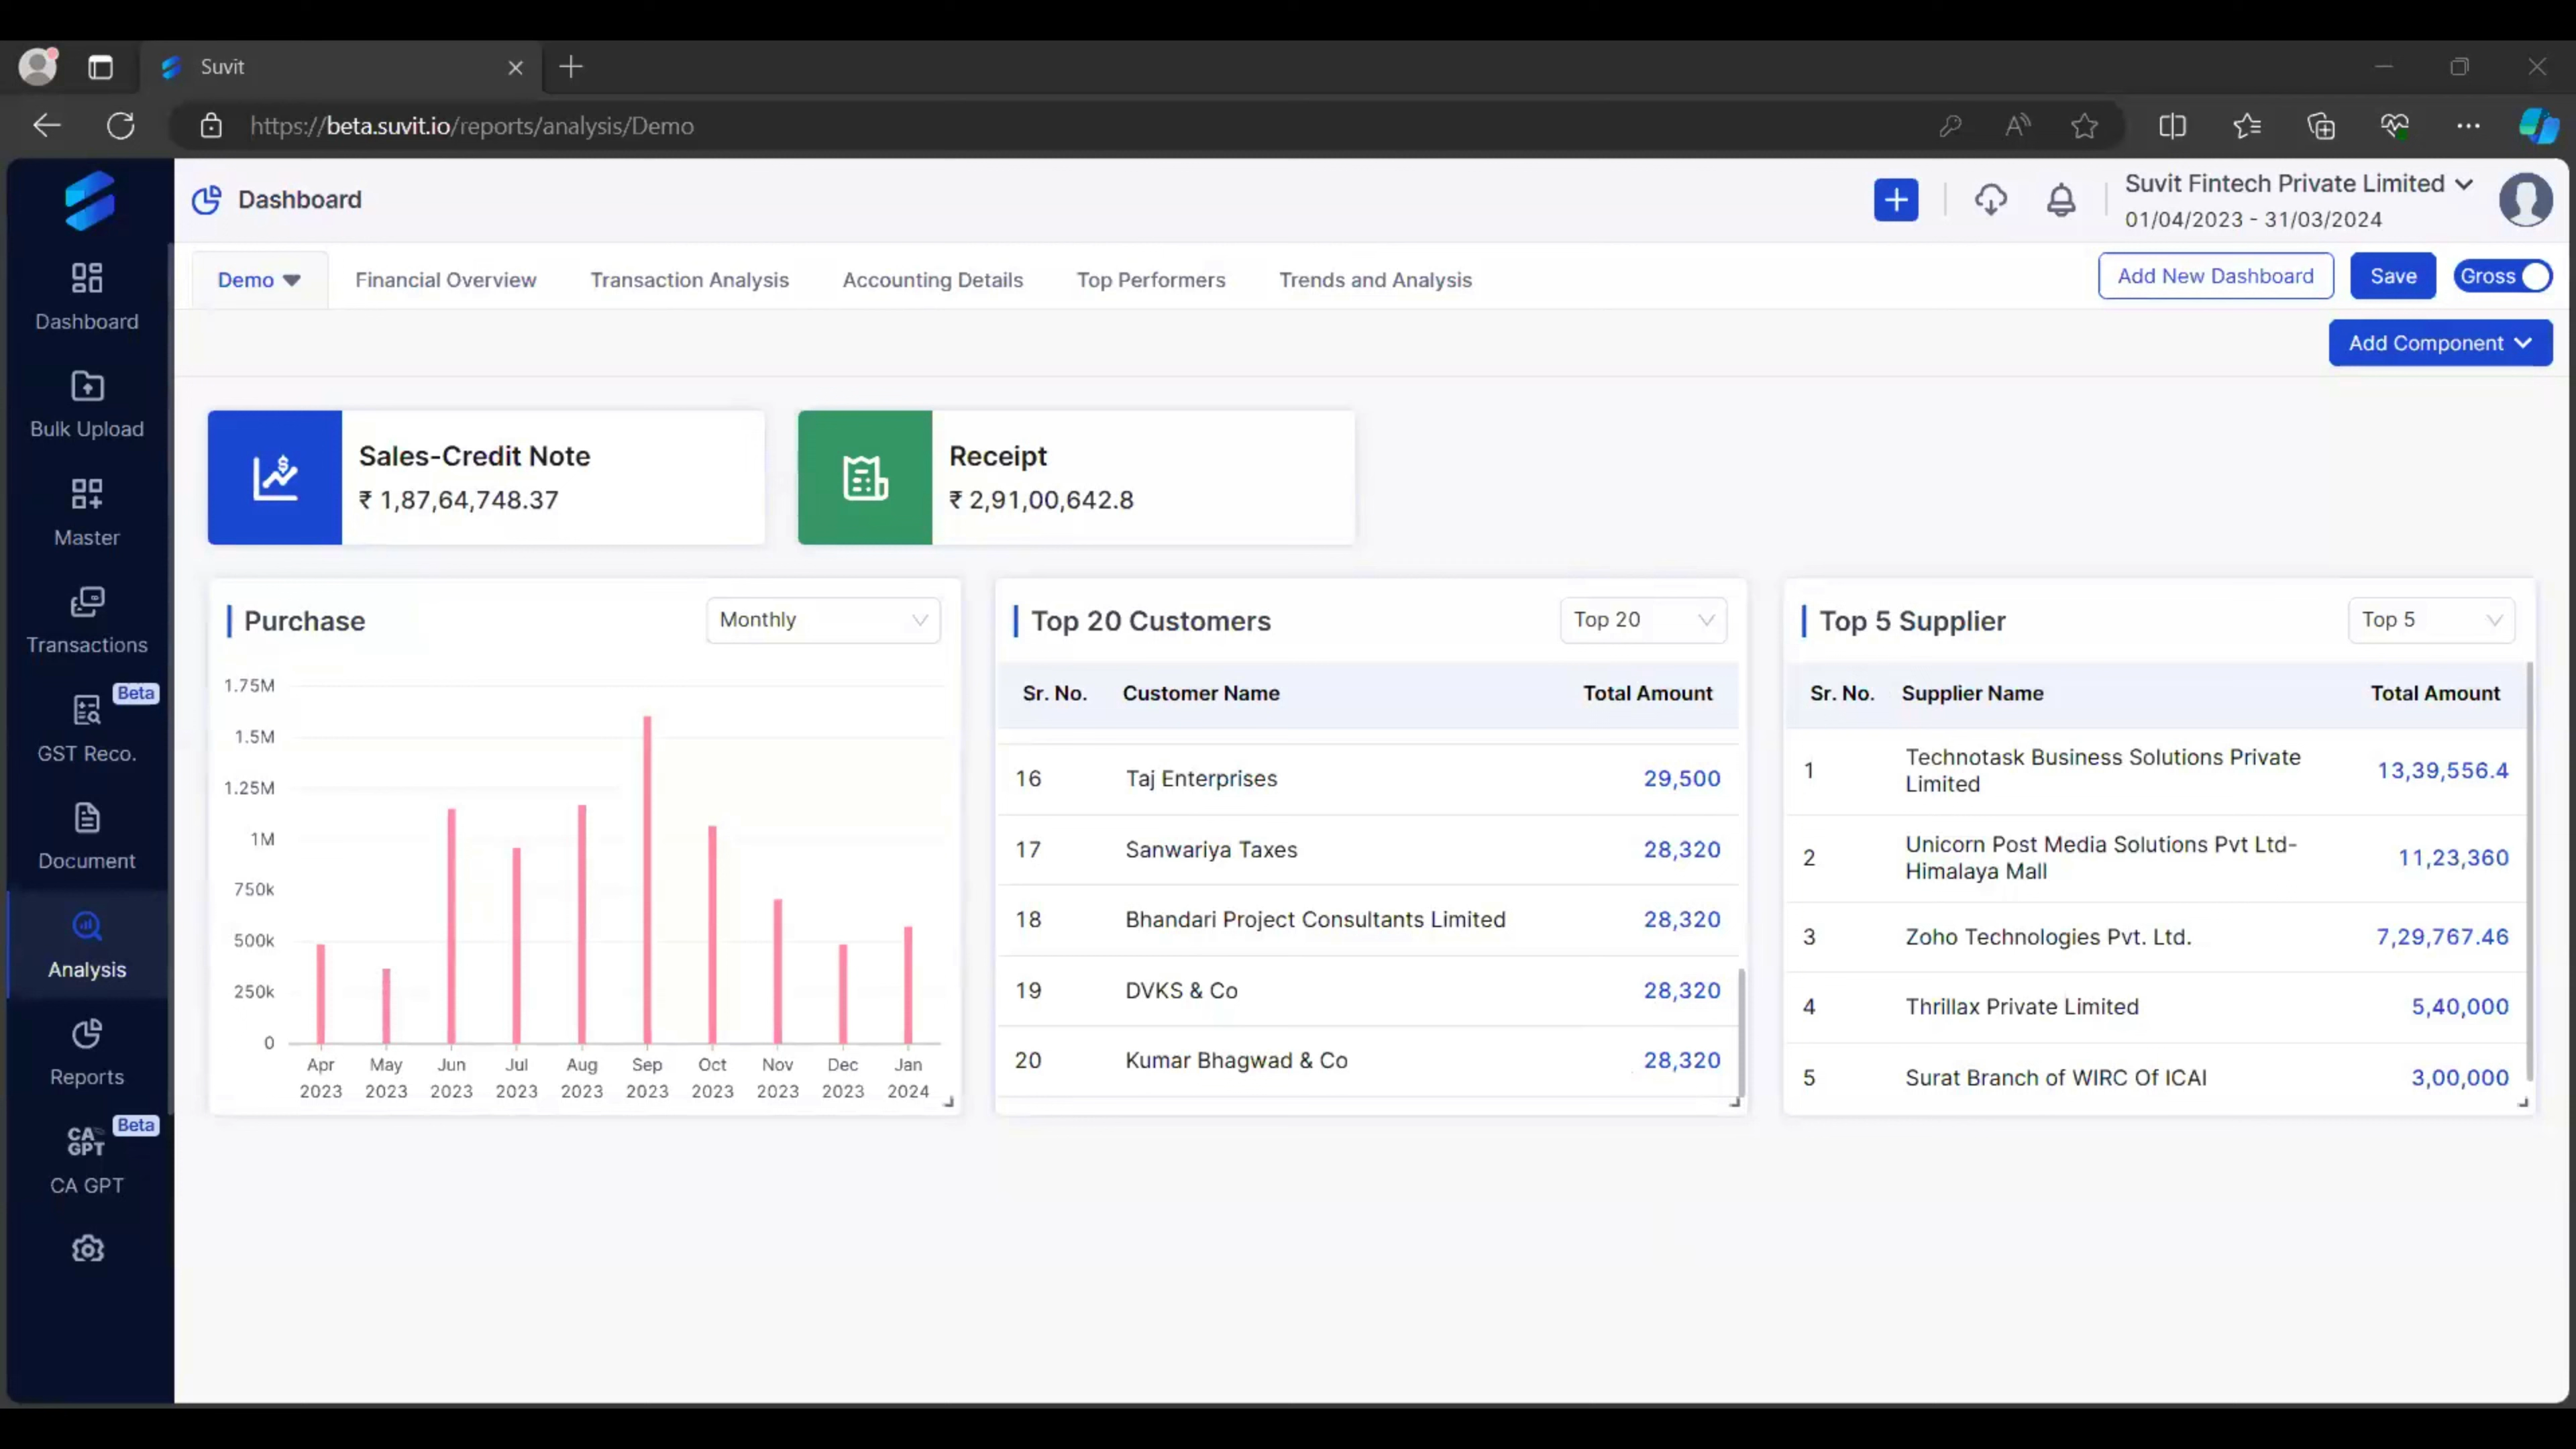 Suvit
https://beta.suvit.io/reports/analysis/Demo
Dashboard
Suvit Fintech Private Limited
01/04/2023 - 31/03/2024
Demo
Financial Overview
Transaction Analysis
Accounting Details
Top Performers
Trends and Analysis
Add New Dashboard
Save
Gross
Add Component
Dashboard
Bulk Upload
Master
Transactions
Beta
GST Reco.
Document
Analysis
Reports
CA GPT
Beta
CA GPT
Sales-Credit Note
₹ 1,87,64,748.37
Receipt
₹ 2,91,00,642.8
Purchase
Monthly
1.75M
1.5M
1.25M
1M
750k
500k
250k
0
Apr 2023
May 2023
Jun 2023
Jul 2023
Aug 2023
Sep 2023
Oct 2023
Nov 2023
Dec 2023
Jan 2024
Top 20 Customers
Top 20
Sr. No. Customer Name Total Amount
16 Taj Enterprises 29,500
17 Sanwariya Taxes 28,320
18 Bhandari Project Consultants Limited 28,320
19 DVKS & Co 28,320
20 Kumar Bhagwad & Co 28,320
Top 5 Supplier
Top 5
Sr. No. Supplier Name Total Amount
1 Technotask Business Solutions Private
Limited 13,39,556.4
2 Unicorn Post Media Solutions Pvt Ltd-
Himalaya Mall 11,23,360
3 Zoho Technologies Pvt. Ltd. 7,29,767.46
4 Thrillax Private Limited 5,40,000
5 Surat Branch of WIRC Of ICAI 3,00,000